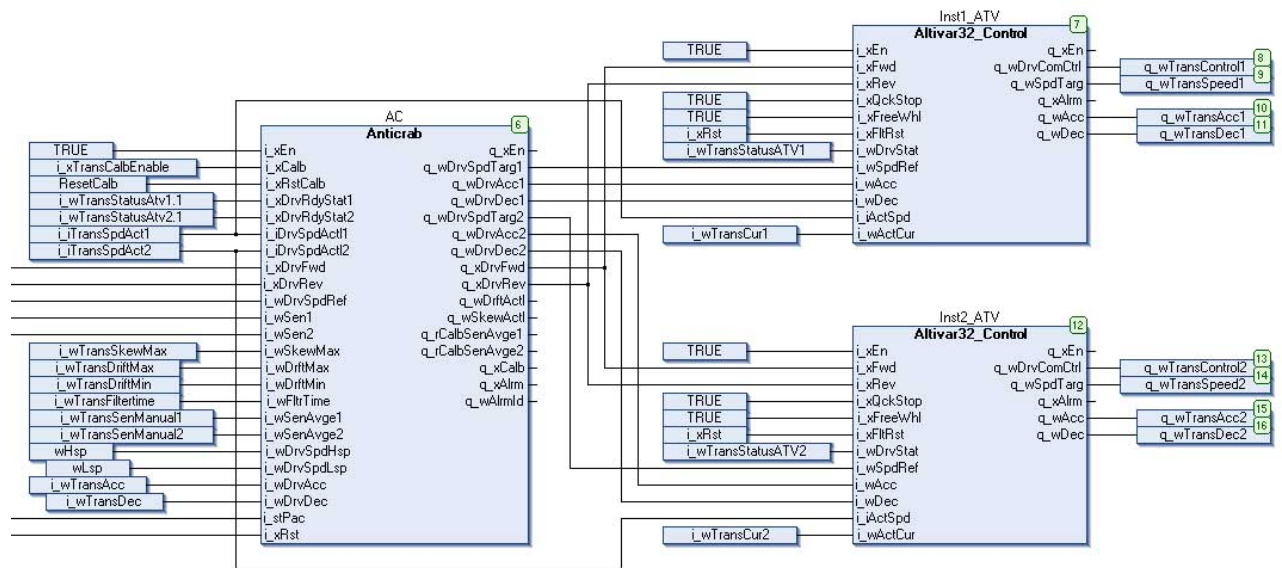 AC
6
Anticrab
TRUE
i_xTransCalbEnable
ResetCalb
i_wTransStatusAtv1.1
i_wTransStatusAtv2.1
i_iTransSpdAct1
i_iTransSpdAct2
i_wTransSkewMax
i_wTransDriftMax
i_wTransDriftMin
i_wTransFiltertime
i_wTransSenManual1
i_wTransSenManual2
wHsp
wLsp
i_wTransAcc
i_wTransDec
i_xEn
i_xCalb
i_xRstCalb
i_xDrvRdyStat1
i_xDrvRdyStat2
i_iDrvSpdActl1
i_iDrvSpdActl2
i_xDrvFwd
i_xDrvRev
i_wDrvSpdRef
i_wSen1
i_wSen2
i_wSkewMax
i_wDrftMax
i_wDrftMin
i_wFltrTime
i_wSenAvge1
i_wSenAvge2
i_wDrvSpdHsp
i_wDrvSpdLsp
i_wDrvAcc
i_wDrvDec
i_stPac
i_xRst
q_xEn
q_wDrvSpdTarg1
q_wDrvAcc1
q_wDrvDec1
q_wDrvSpdTarg2
q_wDrvAcc2
q_wDrvDec2
q_xDrvFwd
q_xDrvRev
q_wDrftActl
q_wSkewActl
q_rCalbSenAvge1
q_rCalbSenAvge2
q_xCalb
q_xAlrm
q_wAlrmId
Inst1_ATV
7
Altivar32_Control
TRUE
TRUE
TRUE
i_xRst
i_wTransStatusATV1
i_wTransCur1
i_xEn
i_xFwd
i_xRev
i_xQckStop
i_xFreeWhl
i_xFltRst
i_wDrvStat
i_wSpdRef
i_wAcc
i_wDec
i_iActSpd
i_wActCur
q_xEn
q_wDrvComCtrl
q_wSpdTarg
q_xAlrm
q_wAcc
q_wDec
8
q_wTransControl1
9
q_wTransSpeed1
10
q_wTransAcc1
11
q_wTransDec1
Inst2_ATV
12
Altivar32_Control
TRUE
TRUE
TRUE
i_xRst
i_wTransStatusATV2
i_wTransCur2
i_xEn
i_xFwd
i_xRev
i_xQckStop
i_xFreeWhl
i_xFltRst
i_wDrvStat
i_wSpdRef
i_wAcc
i_wDec
i_iActSpd
i_wActCur
q_xEn
q_wDrvComCtrl
q_wSpdTarg
q_xAlrm
q_wAcc
q_wDec
13
q_wTransControl2
14
q_wTransSpeed2
15
q_wTransAcc2
16
q_wTransDec2